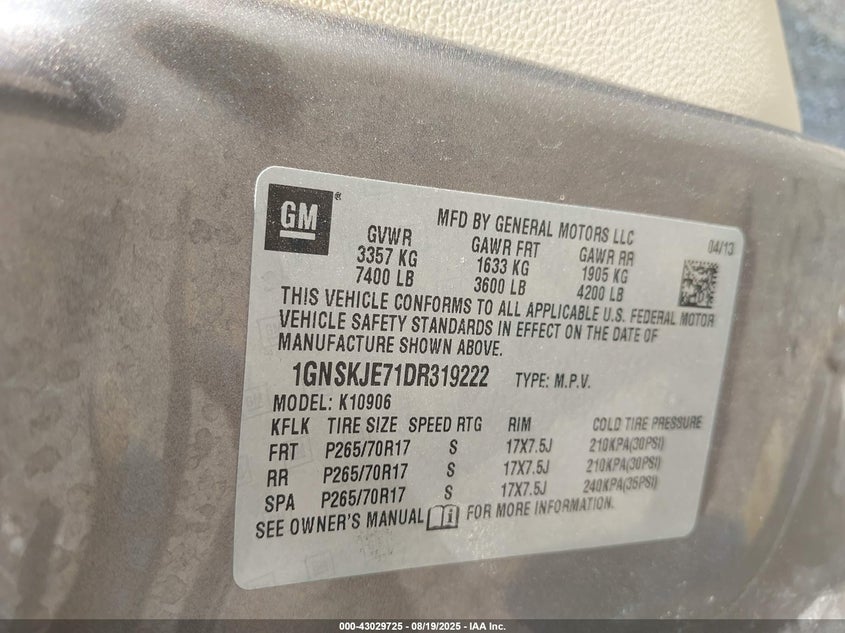 GM ®
MFD BY GENERAL MOTORS LLC 04/13
GVWR GAWR FRT GAWR RR
3357 KG 1633 KG 1905 KG
7400 LB 3600 LB 4200 LB
THIS VEHICLE CONFORMS TO ALL APPLICABLE U.S. FEDERAL MOTOR
VEHICLE SAFETY STANDARDS IN EFFECT ON THE DATE OF
MANUFACTURE SHOWN ABOVE.
1GNSKJE71DR319222 TYPE: M.P.V.
MODEL: K10906
KFLK TIRE SIZE SPEED RTG RIM COLD TIRE PRESSURE
FRT P265/70R17 S 17X7.5J 210KPA(30PSI)
RR P265/70R17 S 17X7.5J 210KPA(30PSI)
SPA P265/70R17 S 17X7.5J 240KPA(35PSI)
SEE OWNER'S MANUAL i FOR MORE INFORMATION.
000-43029725 - 08/19/2025 - IAA Inc.